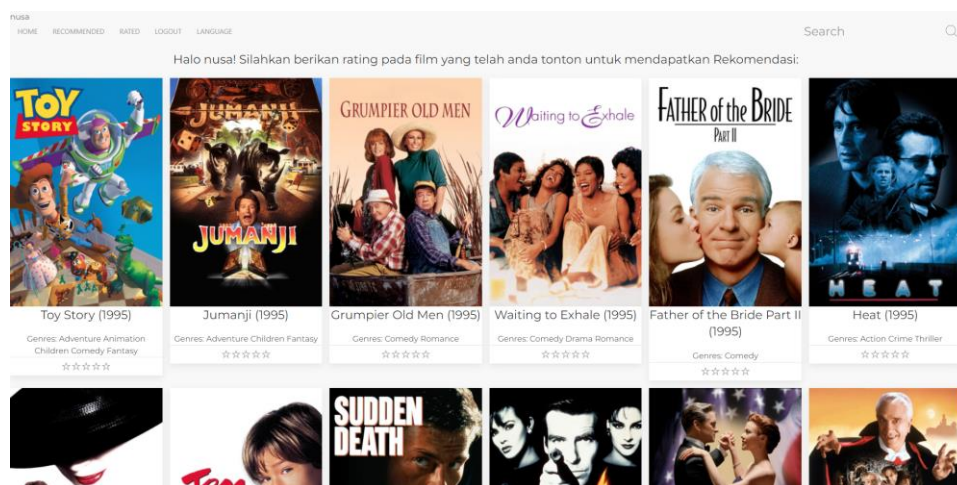 nusa
HOME RECOMMENDED RATED LOGOUT LANGUAGE
Search
Halo nusa! Silahkan berikan rating pada film yang telah anda tonton untuk mendapatkan Rekomendasi:
TOY
STORY
JUMANJI
JUMANJI
GRUMPIER OLD MEN
Waiting to Exhale
FATHER of the BRIDE
PART II
HEAT
Toy Story (1995)
Genres: Adventure Animation
Children Comedy Fantasy
Jumanji (1995)
Genres: Adventure Children Fantasy
Grumpier Old Men (1995)
Genres: Comedy Romance
Waiting to Exhale (1995)
Genres: Comedy Drama Romance
Father of the Bride Part II
(1995)
Genres: Comedy
Heat (1995)
Genres: Action Crime Thriller
SUDDEN
DEATH